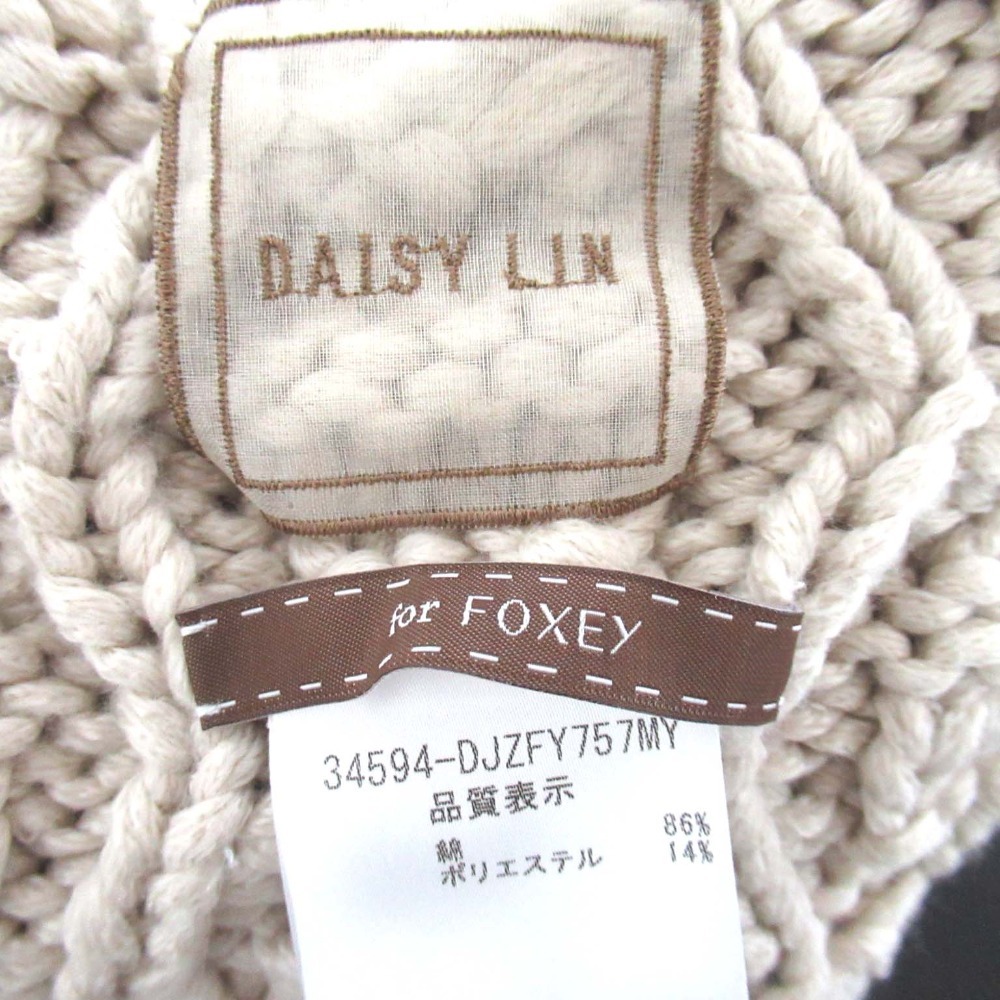 DAISY LIN
for FOXEY
34594-DJZFY757MY
品質表示
綿 86%
ポリエステル 14%